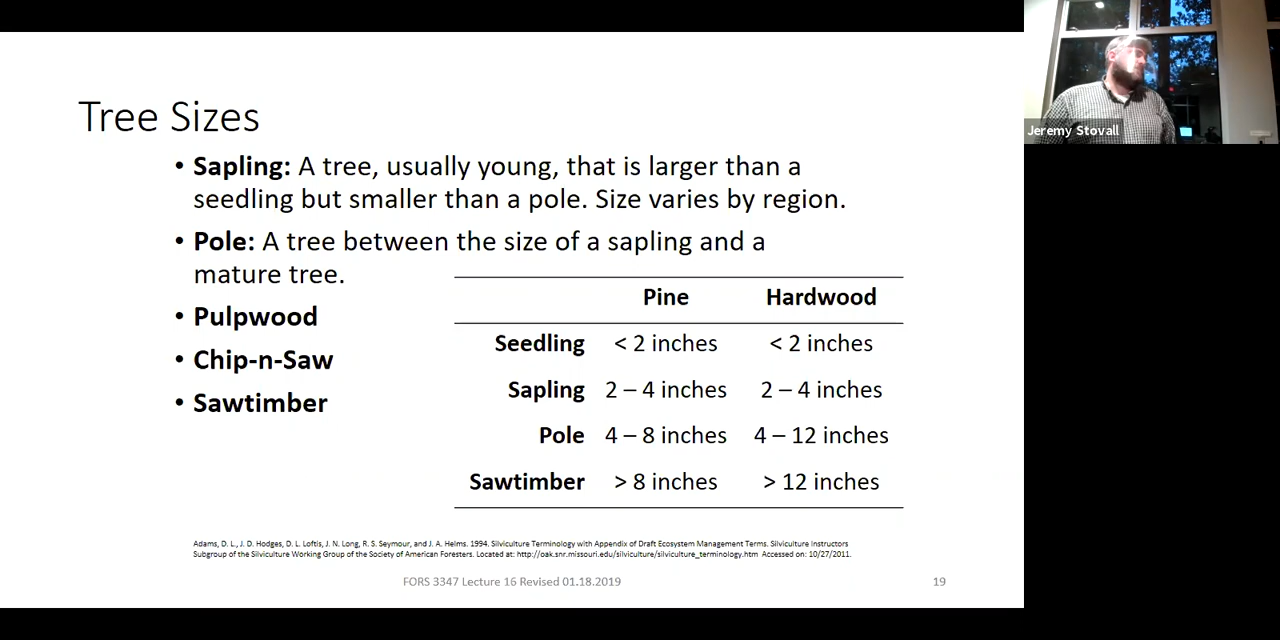 Tree Sizes
• Sapling: A tree, usually young, that is larger than a
seedling but smaller than a pole. Size varies by region.
• Pole: A tree between the size of a sapling and a
mature tree.
• Pulpwood
• Chip-n-Saw
• Sawtimber
Pine Hardwood
Seedling < 2 inches < 2 inches
Sapling 2 – 4 inches 2 – 4 inches
Pole 4 – 8 inches 4 – 12 inches
Sawtimber > 8 inches > 12 inches
Adams, D. L., J. D. Hodges, D. L. Loftis, J. N. Long, R. S. Seymour, and J. A. Helms. 1994. Silviculture Terminology with Appendix of Draft Ecosystem Management Terms. Silviculture Instructors
Subgroup of the Silviculture Working Group of the Society of American Foresters. Located at: http://oak.snr.missouri.edu/silviculture/silviculture_terminology.htm Accessed on: 10/27/2011.
FORS 3347 Lecture 16 Revised 01.18.2019
19
Jeremy Stovall